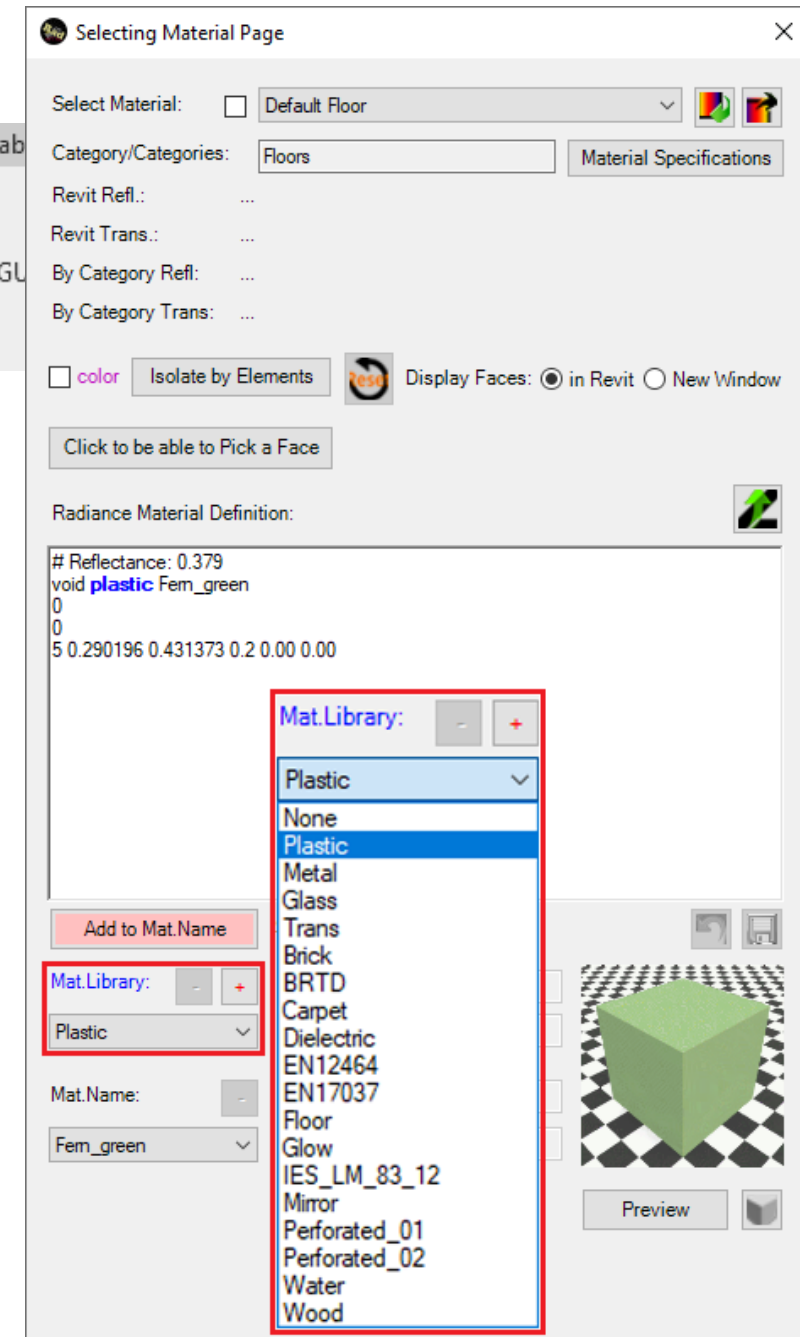 Selecting Material Page
Select Material: Default Floor
ab
Category/Categories: Floors Material Specifications
Revit Refl.: ...
Revit Trans.: ...
GU
By Category Refl: ...
By Category Trans: ...
color Isolate by Elements Reset Display Faces: in Revit New Window
Click to be able to Pick a Face
Radiance Material Definition:
# Reflectance: 0.379
void plastic Fern_green
0
0
5 0.290196 0.431373 0.2 0.00 0.00
Mat.Library: - +
Plastic
None
Plastic
Metal
Glass
Trans
Brick
BRTD
Carpet
Dielectric
EN12464
EN17037
Floor
Glow
IES_LM_83_12
Mirror
Perforated_01
Perforated_02
Water
Wood
Add to Mat.Name
Mat.Library: - +
Plastic
Mat.Name: -
Fern_green
Preview